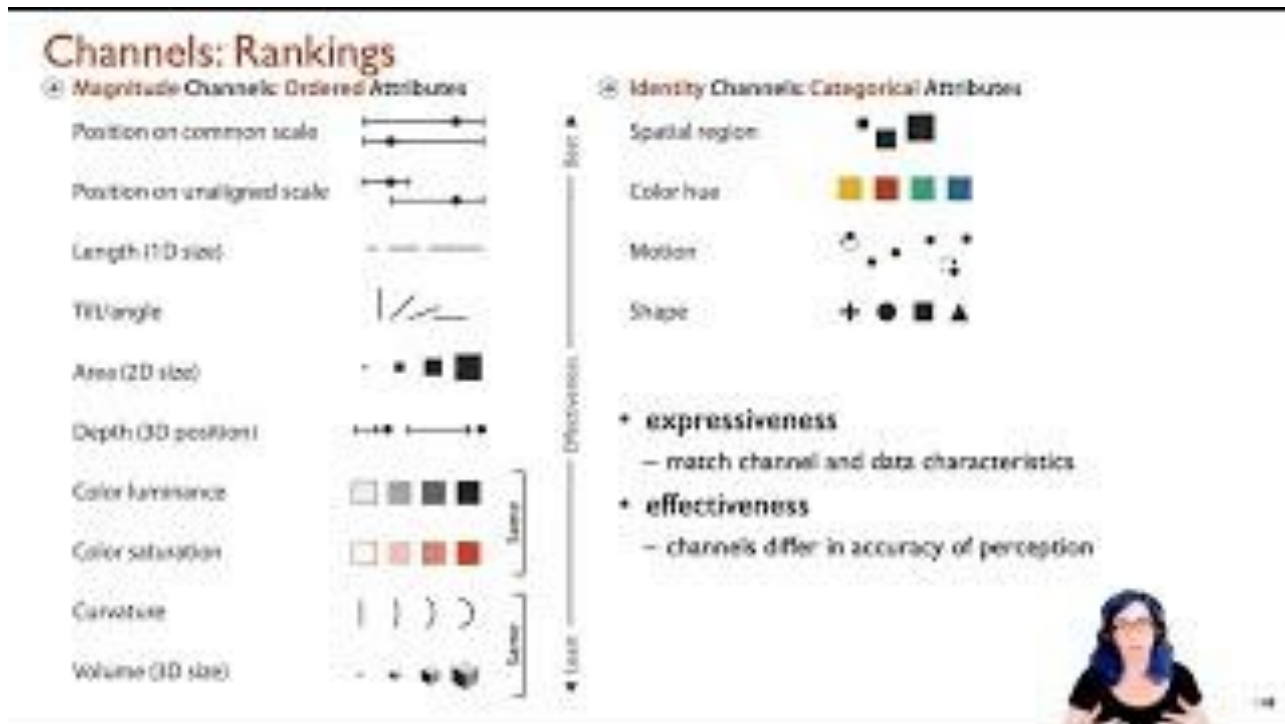 Channels: Rankings
Magnitude Channels: Ordered Attributes
Position on common scale
Position on unaligned scale
Length (1D size)
Tilt/angle
Area (2D size)
Depth (3D position)
Color luminance
Color saturation
Curvature
Volume (3D size)
Same
Same
Best
Effectiveness
Least
Identity Channels: Categorical Attributes
Spatial region
Color hue
Motion
Shape
• expressiveness
– match channel and data characteristics
• effectiveness
– channels differ in accuracy of perception